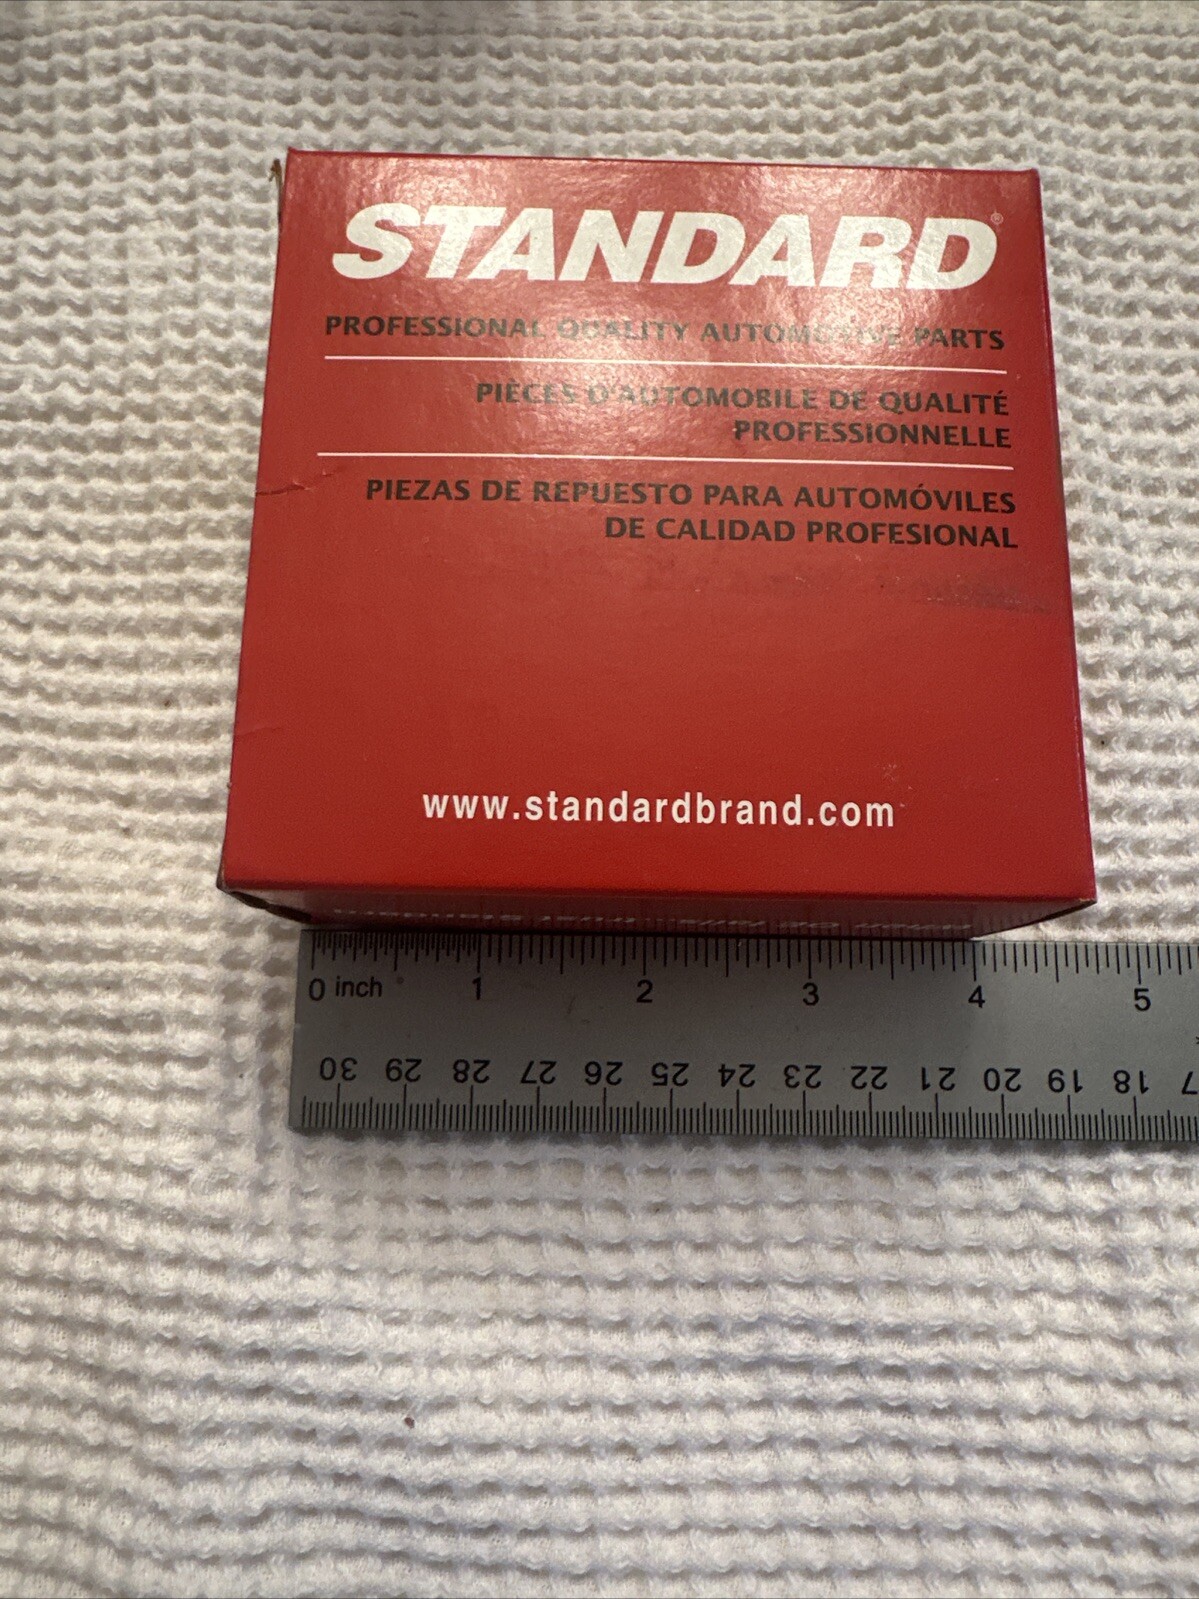 STANDARD®
PROFESSIONAL QUALITY AUTOMOTIVE PARTS
PIÈCES D'AUTOMOBILE DE QUALITÉ
PROFESSIONNELLE
PIEZAS DE REPUESTO PARA AUTOMÓVILES
DE CALIDAD PROFESIONAL
www.standardbrand.com
0 inch 1 2 3 4 5
30 29 28 27 26 25 24 23 22 21 20 19 18